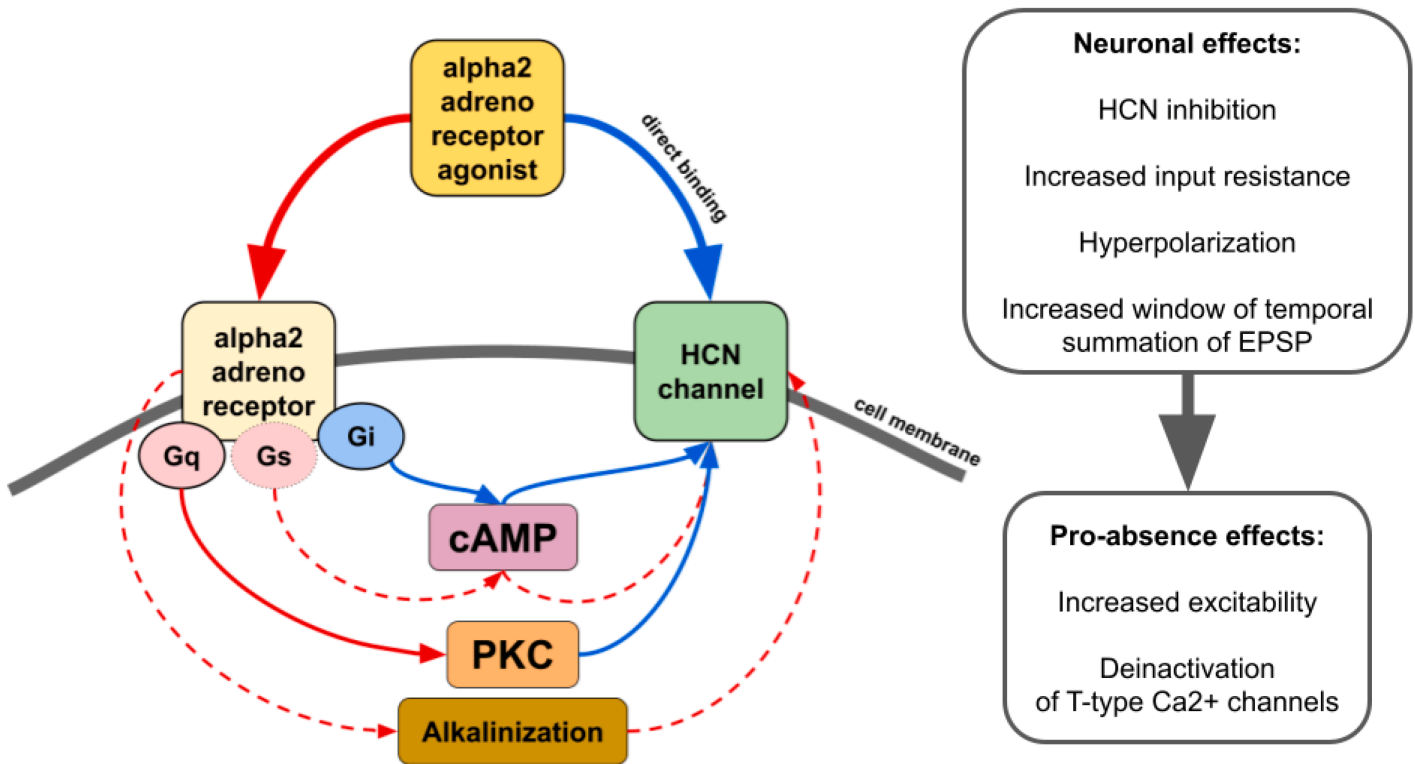 alpha2
adreno
receptor
agonist
direct binding
alpha2
adreno
receptor
HCN
channel
cell membrane
Gq
Gs
Gi
cAMP
PKC
Alkalinization
Neuronal effects:
HCN inhibition
Increased input resistance
Hyperpolarization
Increased window of temporal
summation of EPSP
Pro-absence effects:
Increased excitability
Deinactivation
of T-type Ca2+ channels